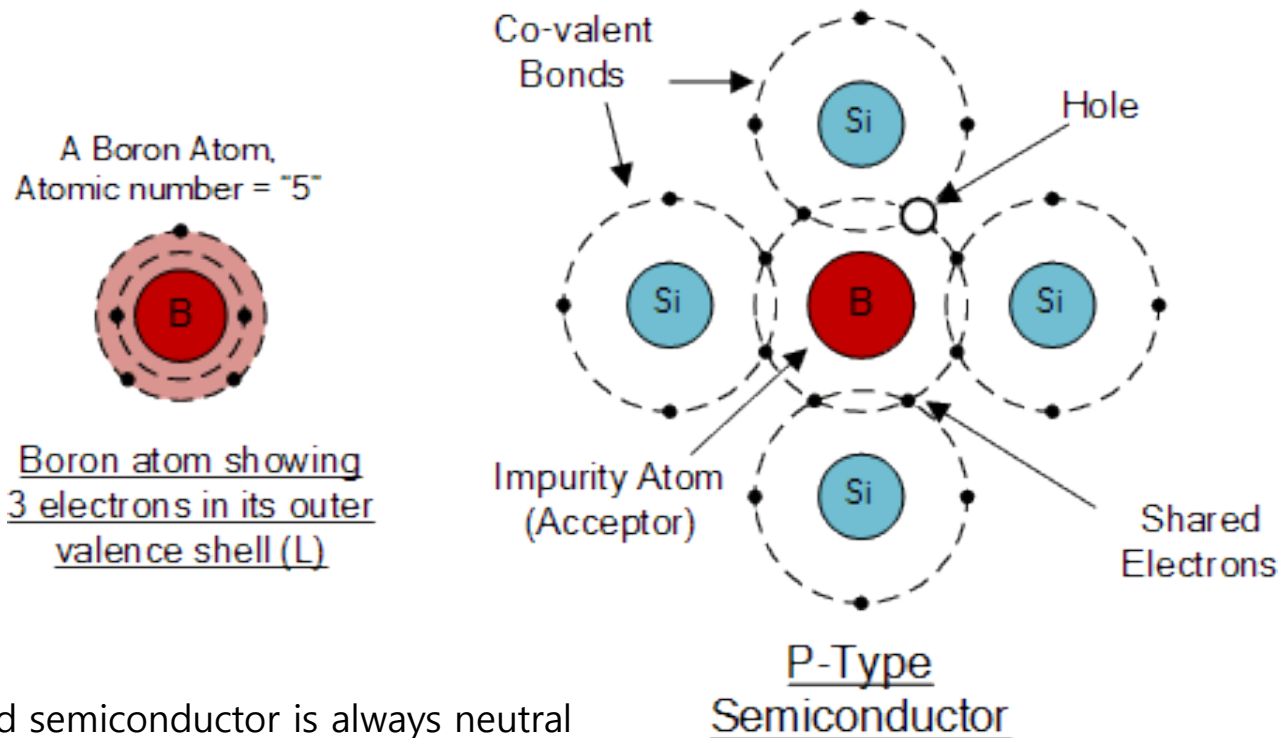 A Boron Atom,
Atomic number = "5"
B
Boron atom showing
3 electrons in its outer
valence shell (L)
Co-valent
Bonds
Hole
Si
Si
B
Si
Si
Impurity Atom
(Acceptor)
Shared
Electrons
P-Type
Semiconductor
semiconductor is always neutral